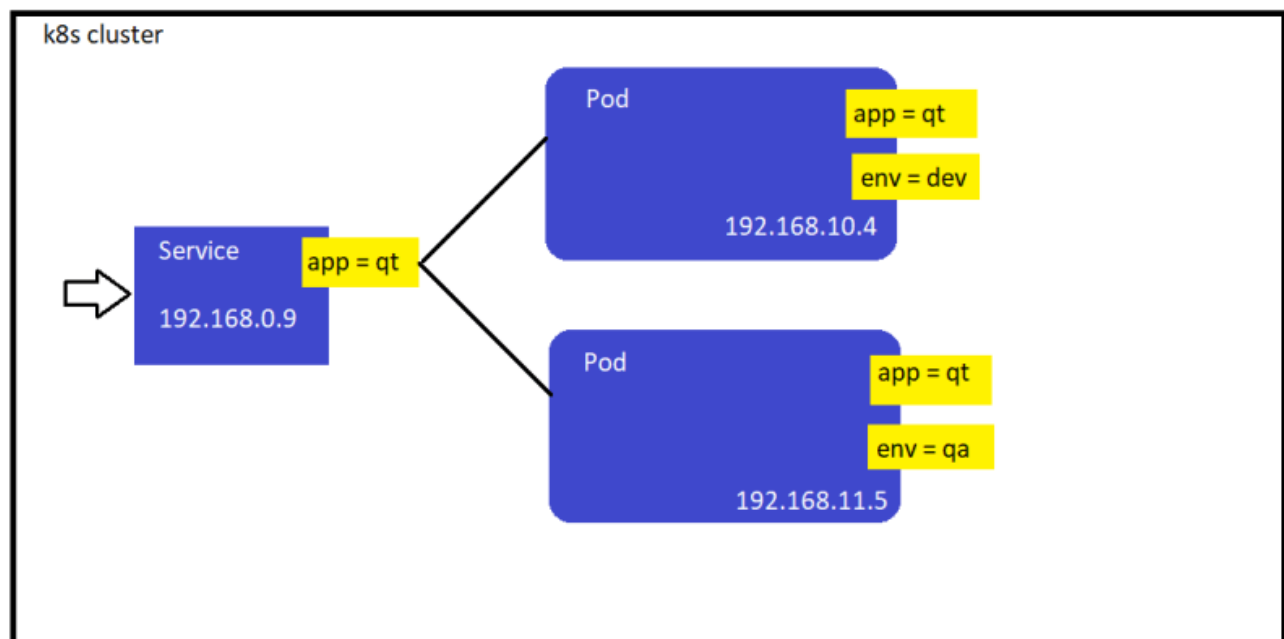 k8s cluster
Pod
app = qt
env = dev
192.168.10.4
Service
app = qt
192.168.0.9
Pod
app = qt
env = qa
192.168.11.5